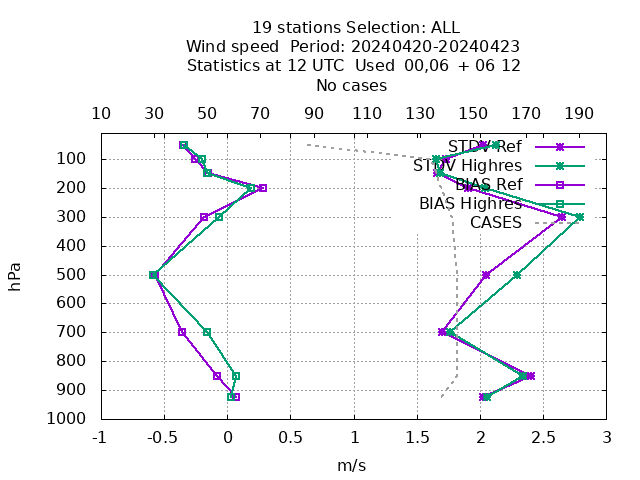 19 stations Selection: ALL
Wind speed  Period: 20240420-20240423
Statistics at 12 UTC  Used  00,06  + 06 12
No cases
10 30 50 70 90 110 130 150 170 190
STDV Ref
STDV Highres
BIAS Ref
BIAS Highres
CASES
100
200
300
400
500
600
700
800
900
1000
hPa
-1 -0.5 0 0.5 1 1.5 2 2.5 3
m/s